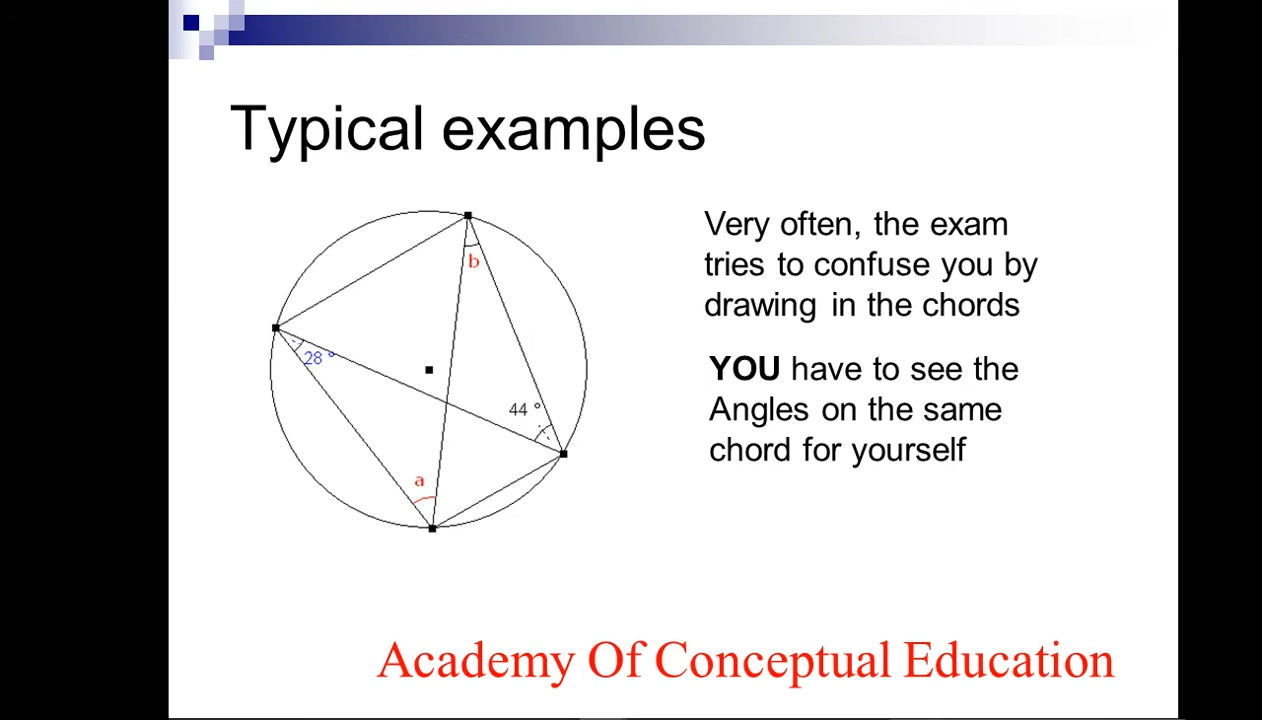 Typical examples
b
28 °
44 °
a
Very often, the exam
tries to confuse you by
drawing in the chords
YOU have to see the
Angles on the same
chord for yourself
Academy Of Conceptual Education